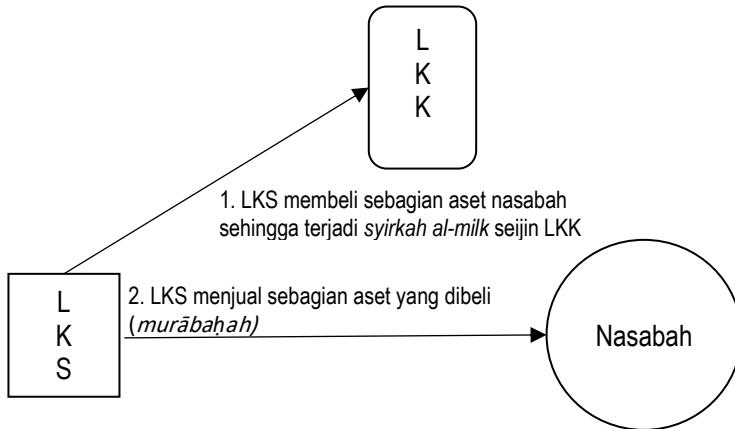 L
K
K
1. LKS membeli sebagian aset nasabah
sehingga terjadi syirkah al-milk seijin LKK
L
K
S
2. LKS menjual sebagian aset yang dibeli
(murābaḥah)
Nasabah